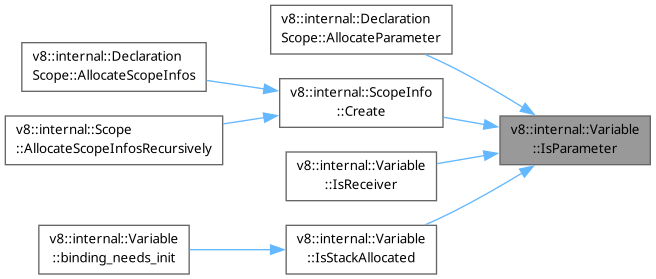 v8::internal::Declaration
Scope::AllocateParameter
v8::internal::Declaration
Scope::AllocateScopeInfos
v8::internal::ScopeInfo
::Create
v8::internal::Scope
::AllocateScopeInfosRecursively
v8::internal::Variable
::IsParameter
v8::internal::Variable
::IsReceiver
v8::internal::Variable
::binding_needs_init
v8::internal::Variable
::IsStackAllocated